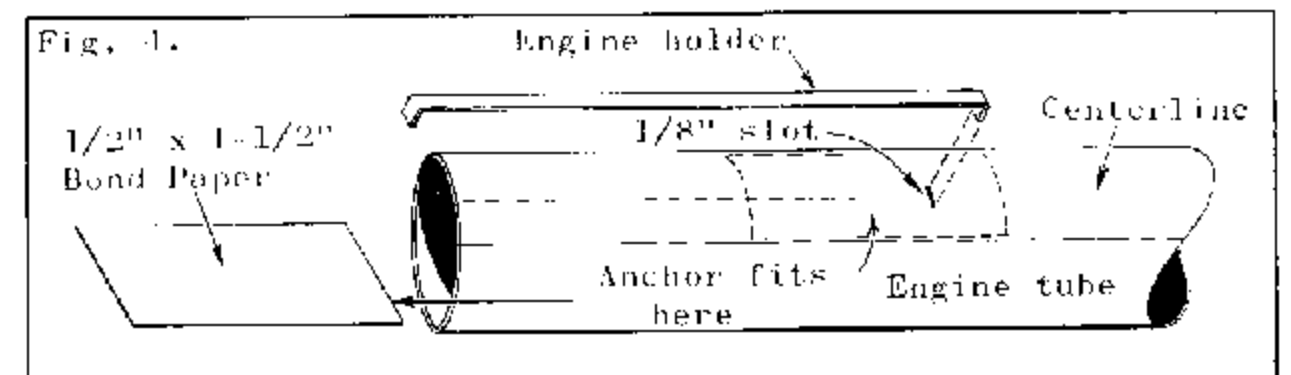 Fig. 4.
Engine holder
Centerline
1/8" slot
1/2" x 1-1/2"
Bond Paper
Anchor fits
here
Engine tube